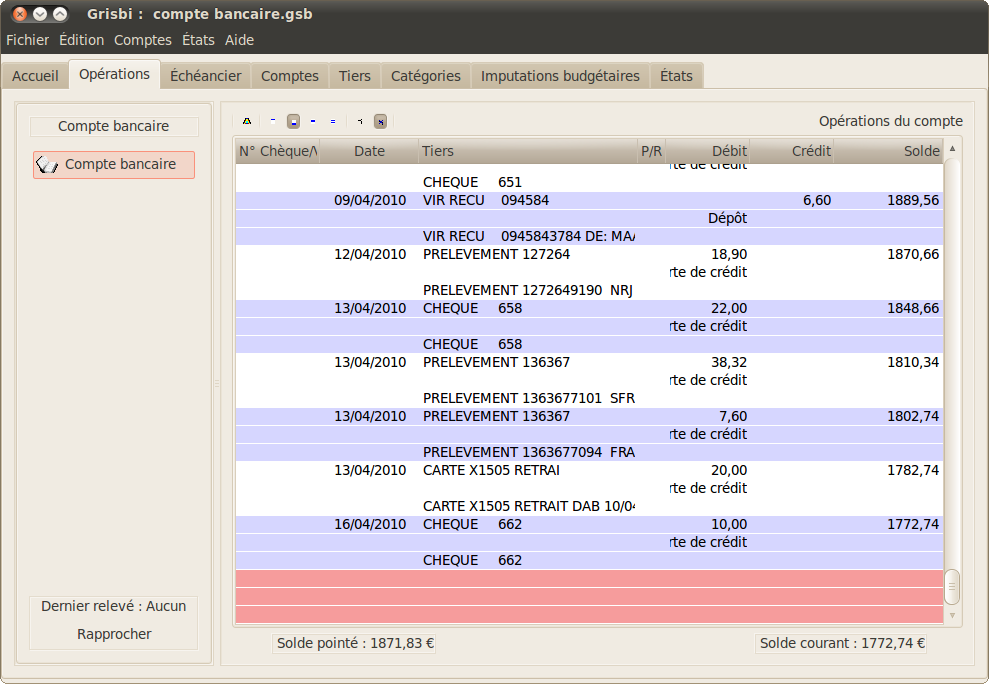 Grisbi : compte bancaire.gsb
Fichier Édition Comptes États Aide
Accueil Opérations Échéancier Comptes Tiers Catégories Imputations budgétaires États
Compte bancaire
Compte bancaire
Dernier relevé : Aucun
Rapprocher
Opérations du compte
N° Chèque/V Date Tiers P/R Débit Crédit Solde
rte de crédit
CHEQUE 651
09/04/2010 VIR RECU 094584 6,60 1889,56
Dépôt
VIR RECU 0945843784 DE: MAA
12/04/2010 PRELEVEMENT 127264 18,90 1870,66
rte de crédit
PRELEVEMENT 1272649190 NRJ
13/04/2010 CHEQUE 658 22,00 1848,66
rte de crédit
CHEQUE 658
13/04/2010 PRELEVEMENT 136367 38,32 1810,34
rte de crédit
PRELEVEMENT 1363677101 SFR
13/04/2010 PRELEVEMENT 136367 7,60 1802,74
rte de crédit
PRELEVEMENT 1363677094 FRA
13/04/2010 CARTE X1505 RETRAI 20,00 1782,74
rte de crédit
CARTE X1505 RETRAIT DAB 10/04
16/04/2010 CHEQUE 662 10,00 1772,74
rte de crédit
CHEQUE 662
Solde pointé : 1871,83 € Solde courant : 1772,74 €